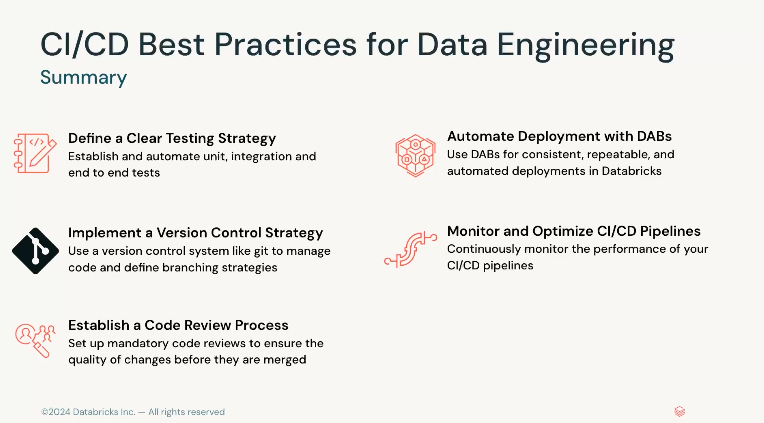 CI/CD Best Practices for Data Engineering
Summary
Define a Clear Testing Strategy
Establish and automate unit, integration and
end to end tests
Implement a Version Control Strategy
Use a version control system like git to manage
code and define branching strategies
Establish a Code Review Process
Set up mandatory code reviews to ensure the
quality of changes before they are merged
Automate Deployment with DABs
Use DABs for consistent, repeatable, and
automated deployments in Databricks
Monitor and Optimize CI/CD Pipelines
Continuously monitor the performance of your
CI/CD pipelines
©2024 Databricks Inc. — All rights reserved